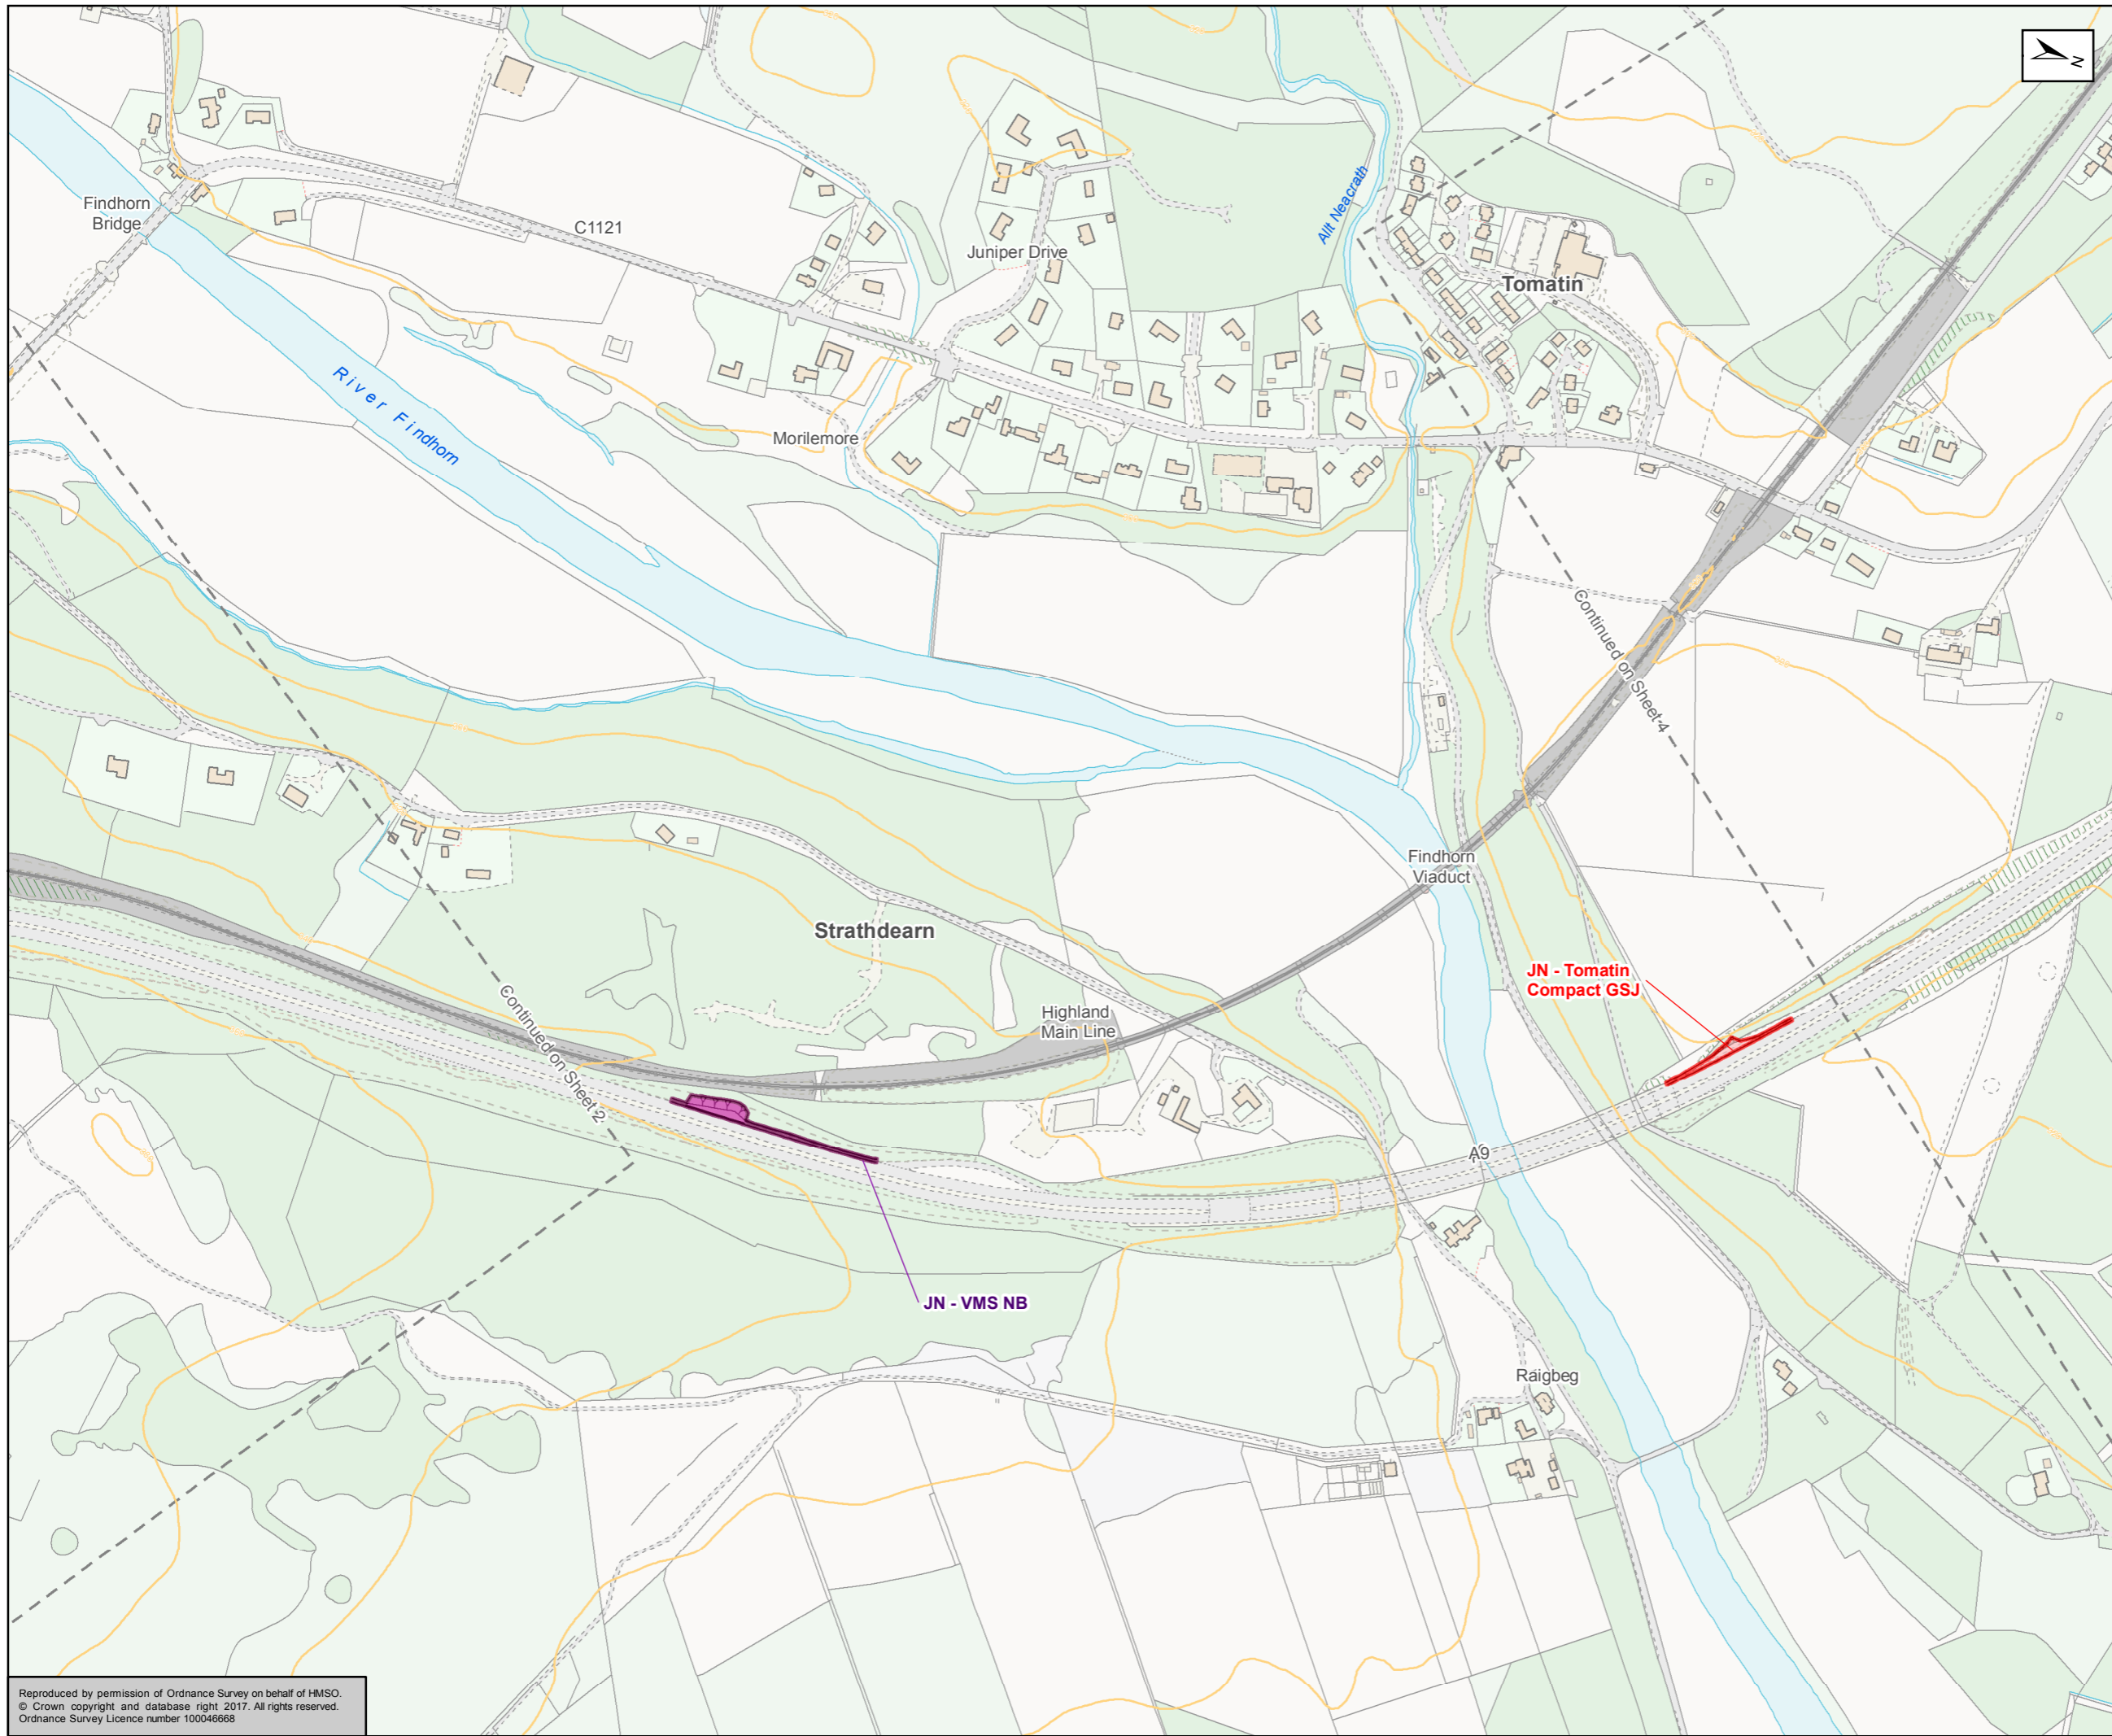 N
Findhorn
Bridge
C1121
Juniper Drive
Allt Neacrath
Tomatin
River Findhorn
Morilemore
Continued on Sheet 4
Findhorn
Viaduct
Strathdearn
JN - Tomatin
Compact GSJ
Highland
Main Line
Continued on Sheet 2
A9
JN - VMS NB
Raigbeg
Reproduced by permission of Ordnance Survey on behalf of HMSO.
© Crown copyright and database right 2017. All rights reserved.
Ordnance Survey Licence number 100046668